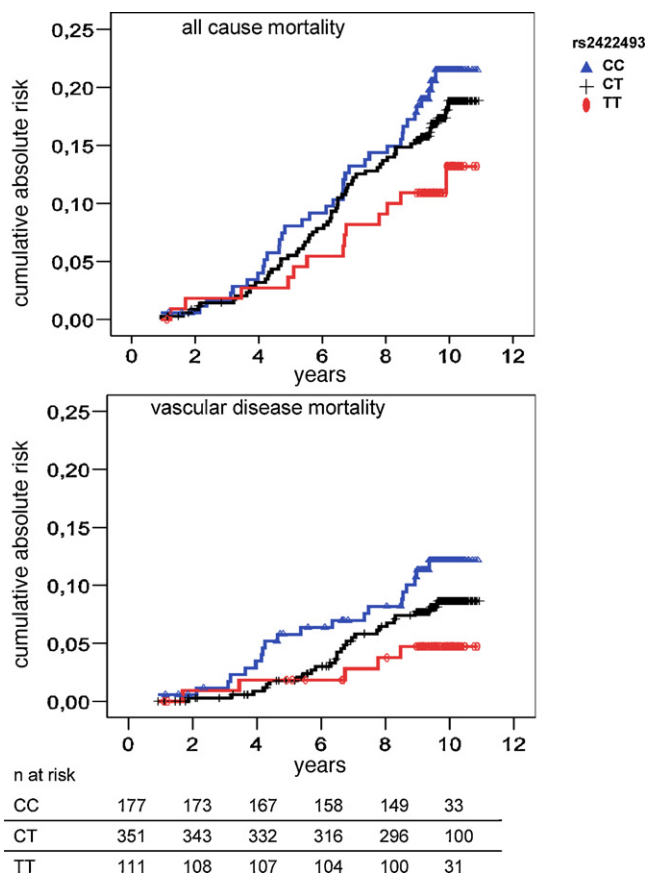 all cause mortality
rs2422493
CC
CT
TT
cumulative absolute risk
0,25
0,20
0,15
0,10
0,05
0,00
0 2 4 6 8 10 12
years
vascular disease mortality
cumulative absolute risk
0,25
0,20
0,15
0,10
0,05
0,00
0 2 4 6 8 10 12
years
n at risk
CC 177 173 167 158 149 33
CT 351 343 332 316 296 100
TT 111 108 107 104 100 31